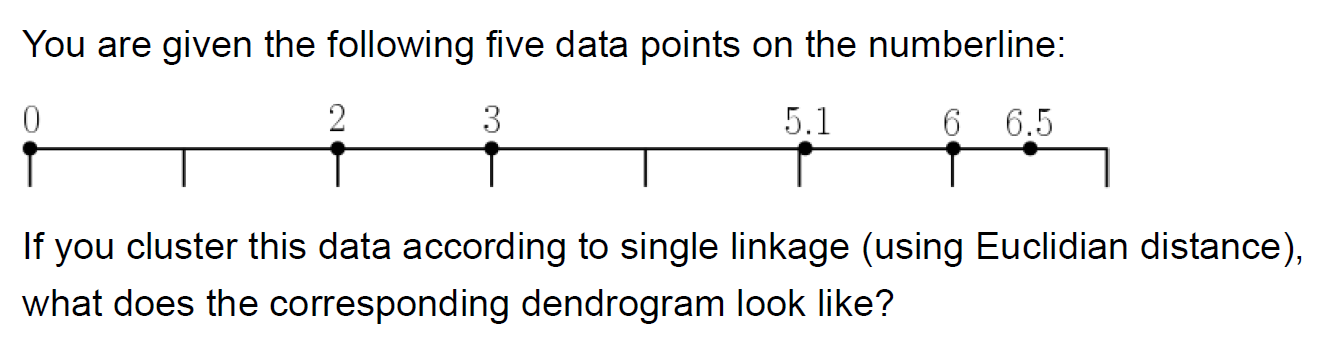 You are given the following five data points on the numberline:
0 2 3 5.1 6 6.5
If you cluster this data according to single linkage (using Euclidian distance),
what does the corresponding dendrogram look like?